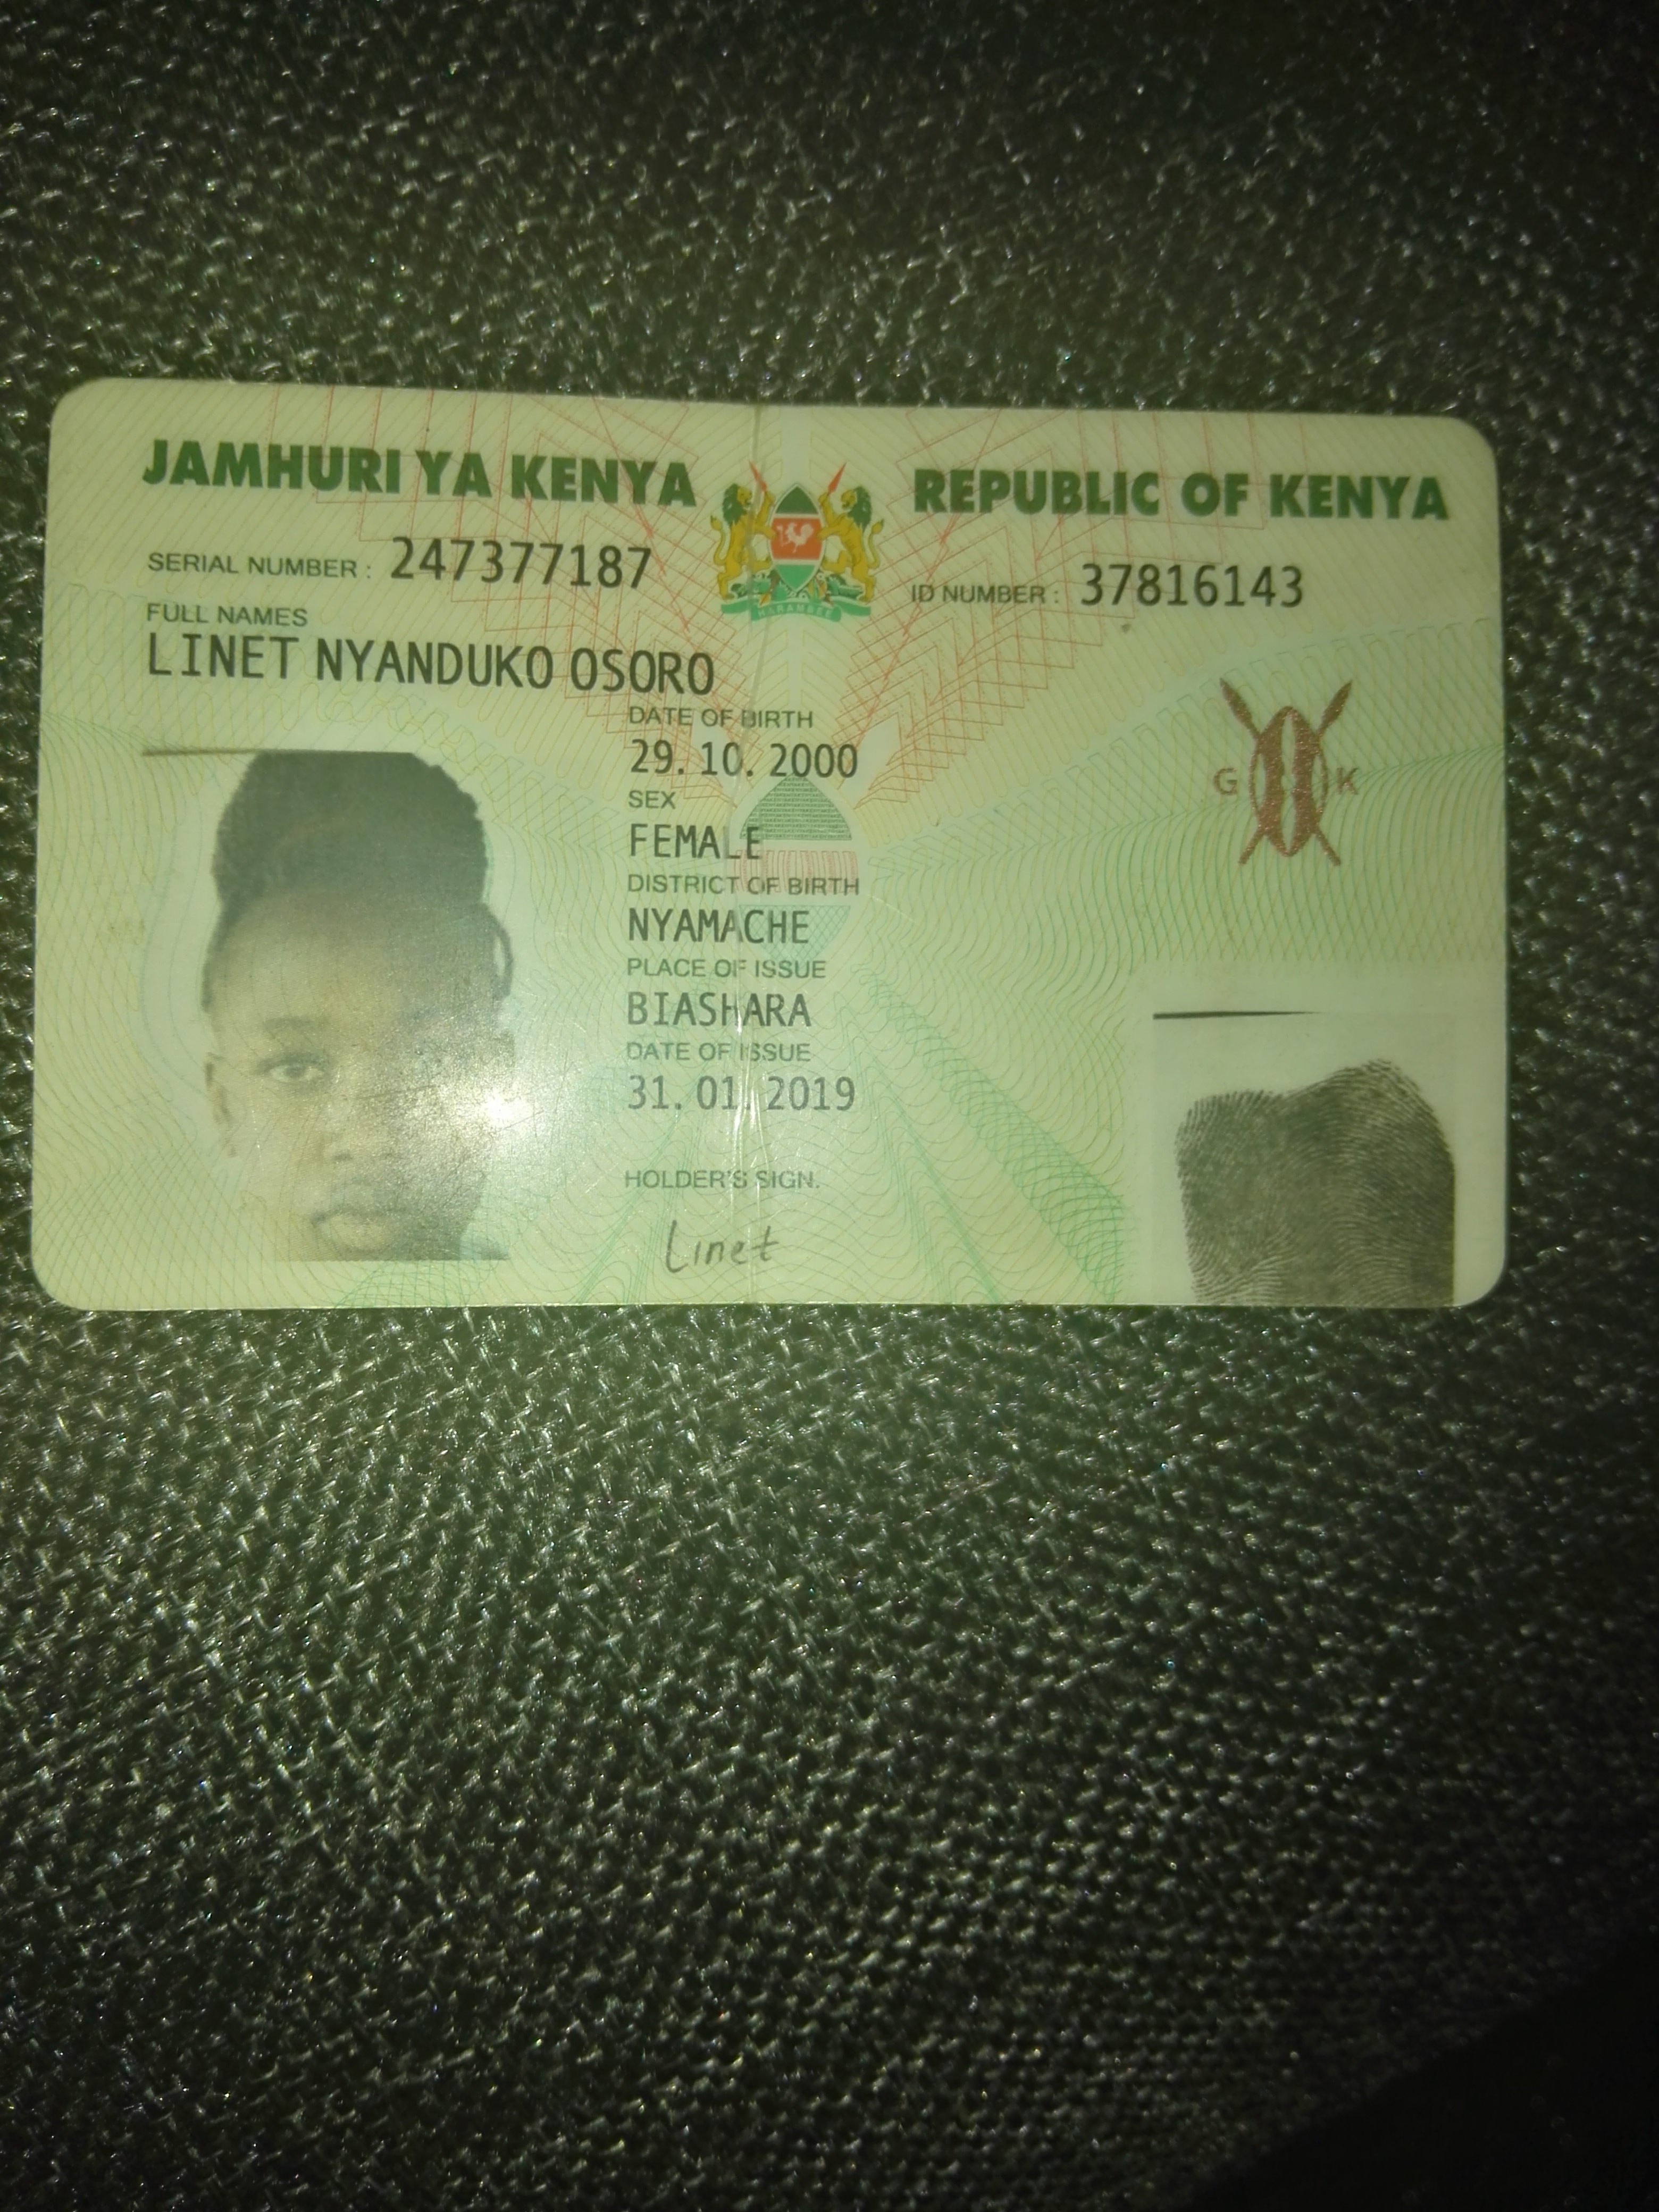 JAMHURI YA KENYA REPUBLIC OF KENYA
SERIAL NUMBER : 247377187 ID NUMBER : 37816143
FULL NAMES
LINET NYANDUKO OSORO
DATE OF BIRTH
29. 10. 2000
SEX
FEMALE
DISTRICT OF BIRTH
NYAMACHE
PLACE OF ISSUE
BIASHARA
DATE OF ISSUE
31. 01. 2019
HOLDER'S SIGN.
Linet
HARAMBEE
G K